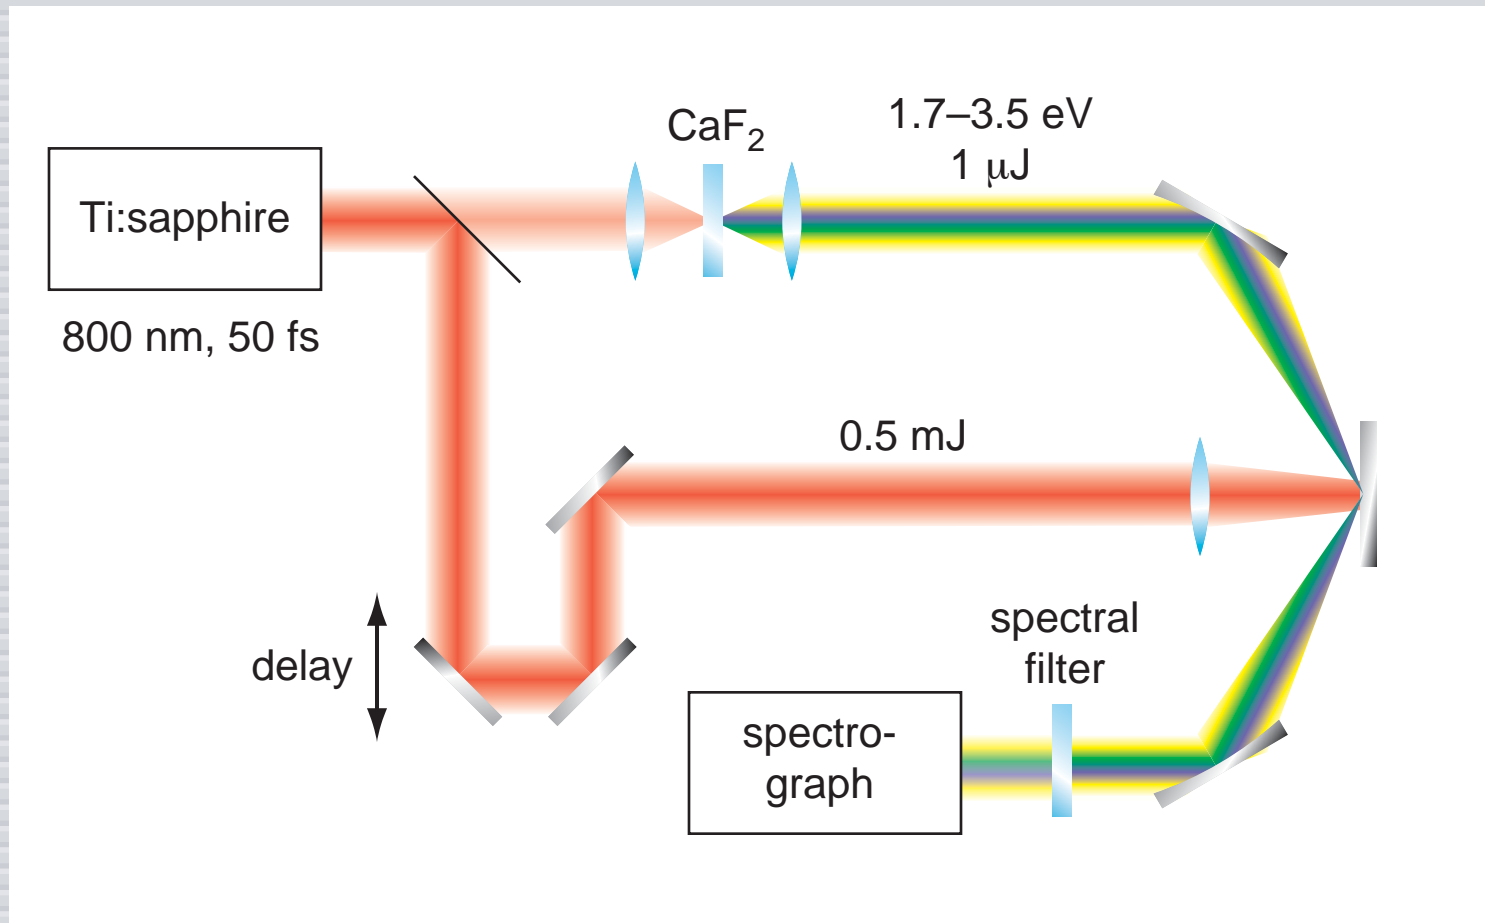 CaF₂
1.7–3.5 eV
1 μJ
Ti:sapphire
800 nm, 50 fs
0.5 mJ
delay
spectral
filter
spectro-
graph